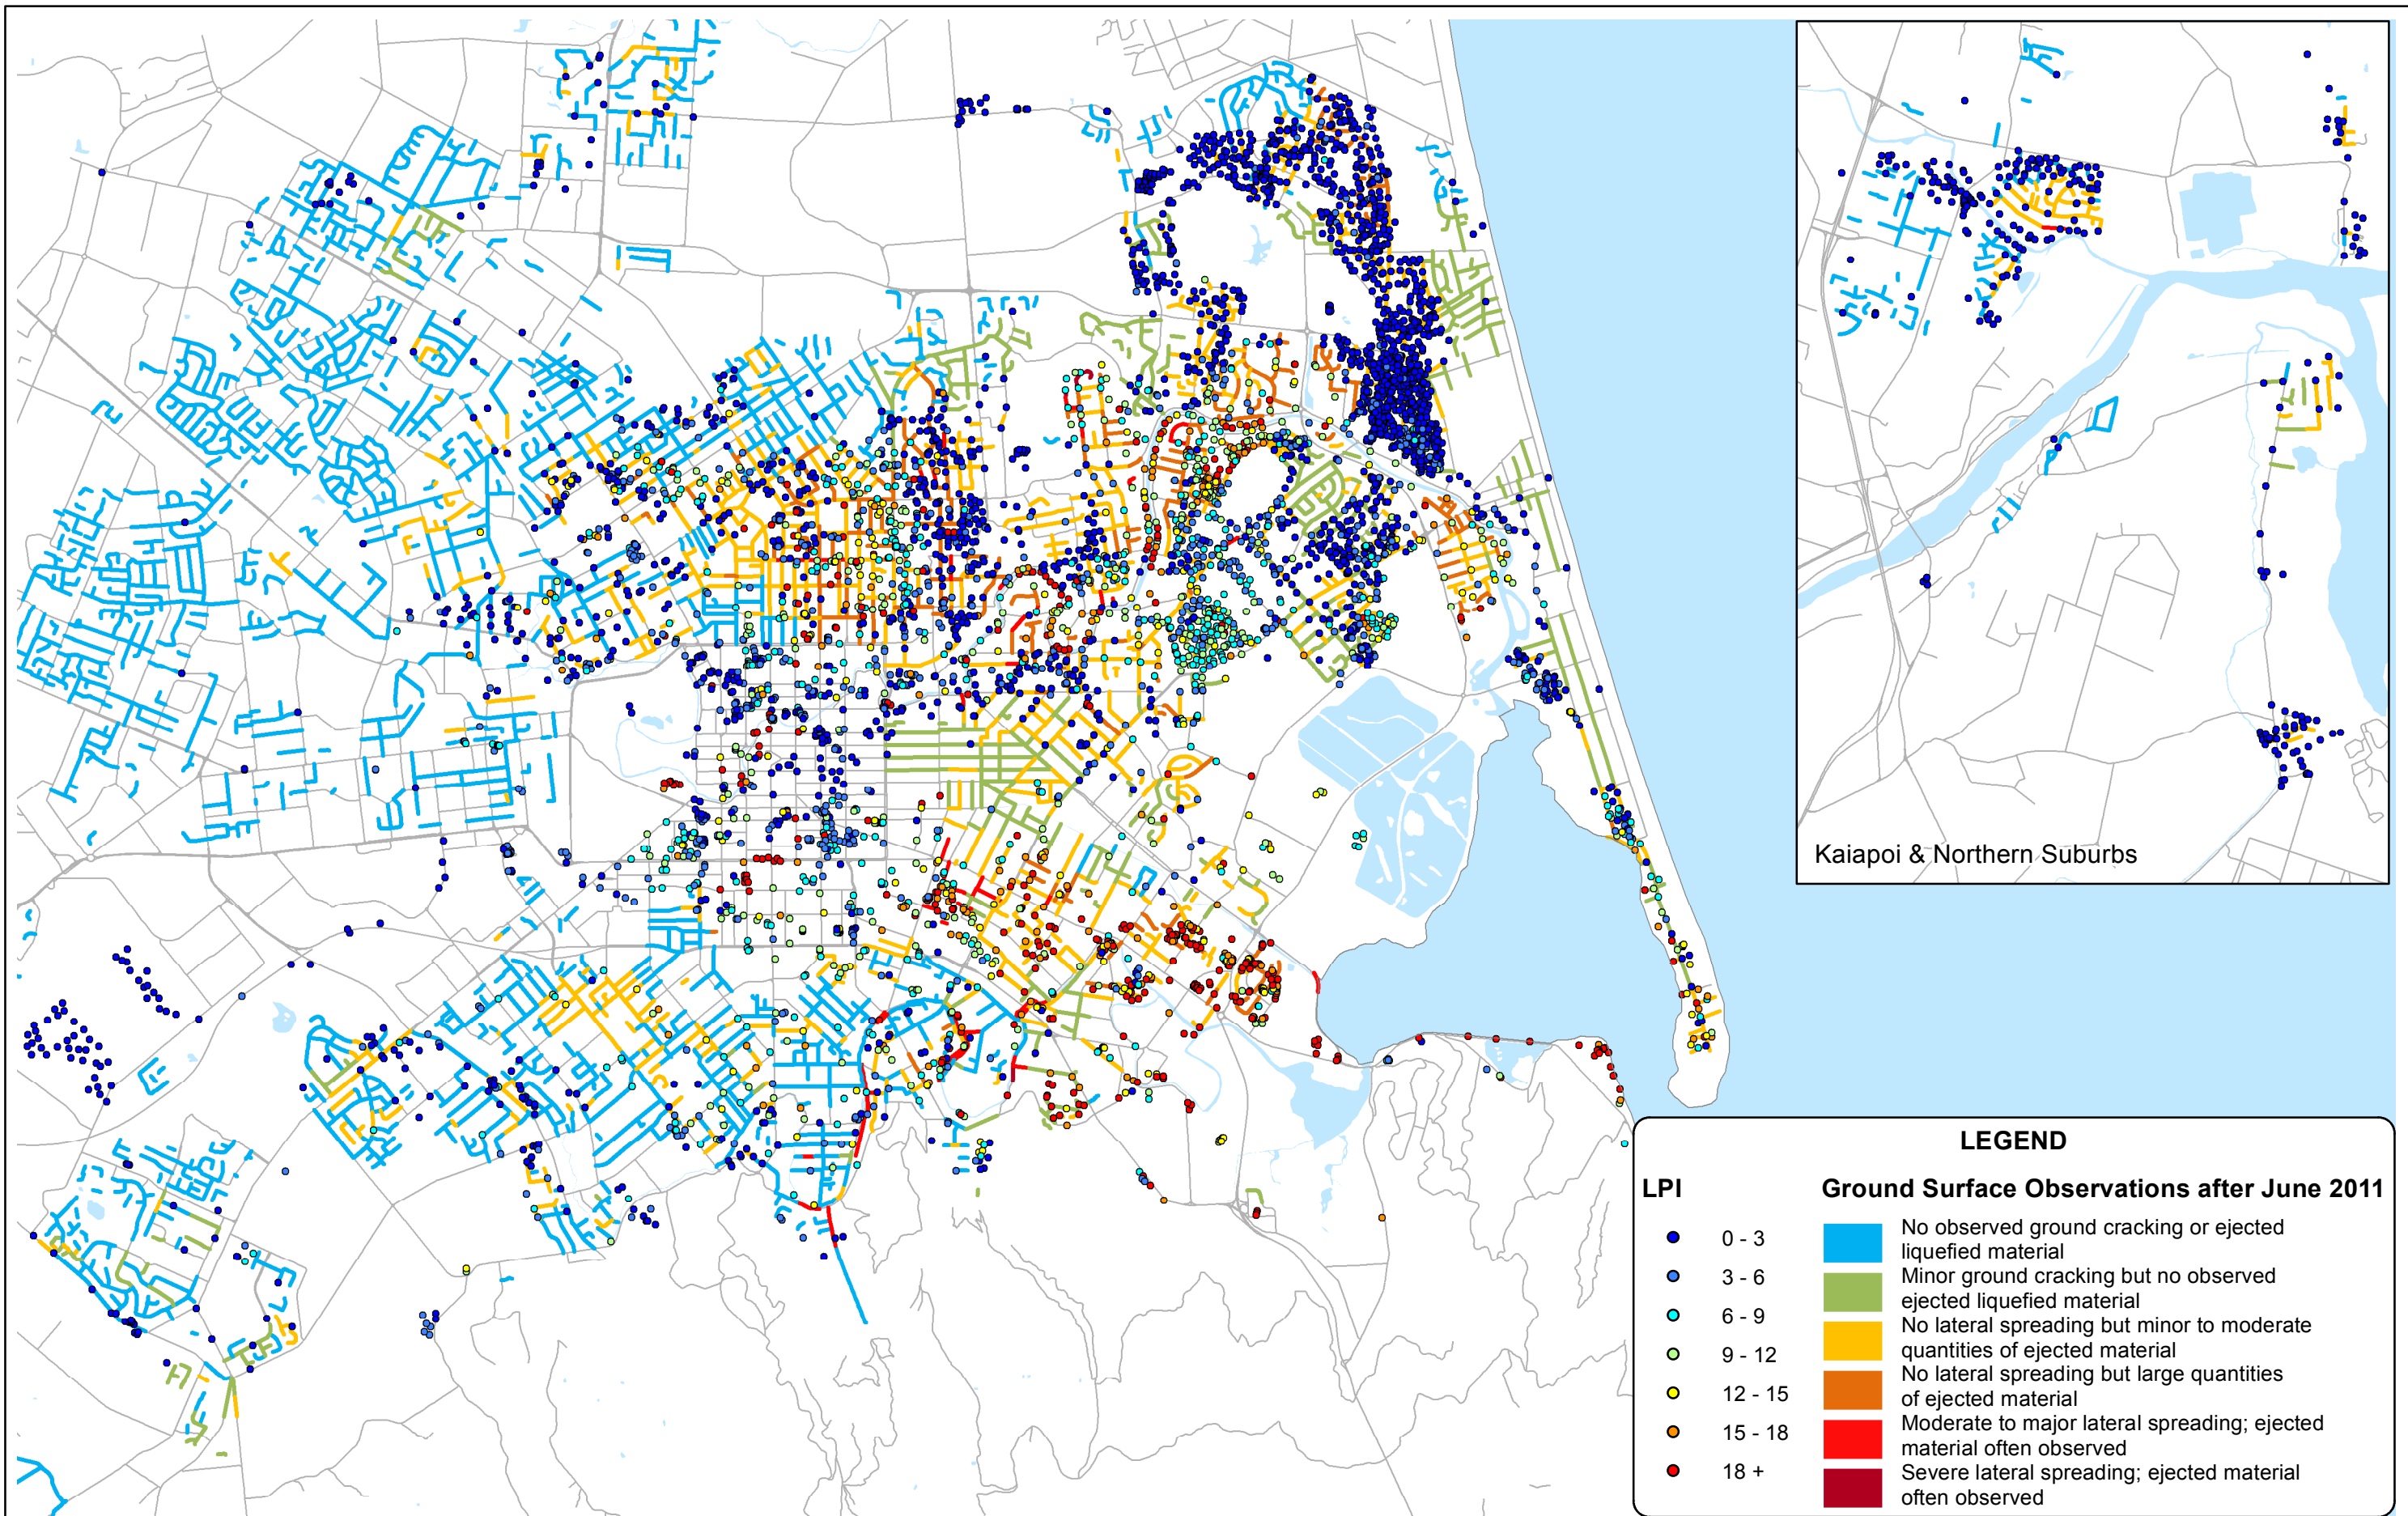 Kaiapoi & Northern Suburbs
LEGEND
LPI
0 - 3
3 - 6
6 - 9
9 - 12
12 - 15
15 - 18
18 +
Ground Surface Observations after June 2011
No observed ground cracking or ejected
liquefied material
Minor ground cracking but no observed
ejected liquefied material
No lateral spreading but minor to moderate
quantities of ejected material
No lateral spreading but large quantities
of ejected material
Moderate to major lateral spreading; ejected
material often observed
Severe lateral spreading; ejected material
often observed